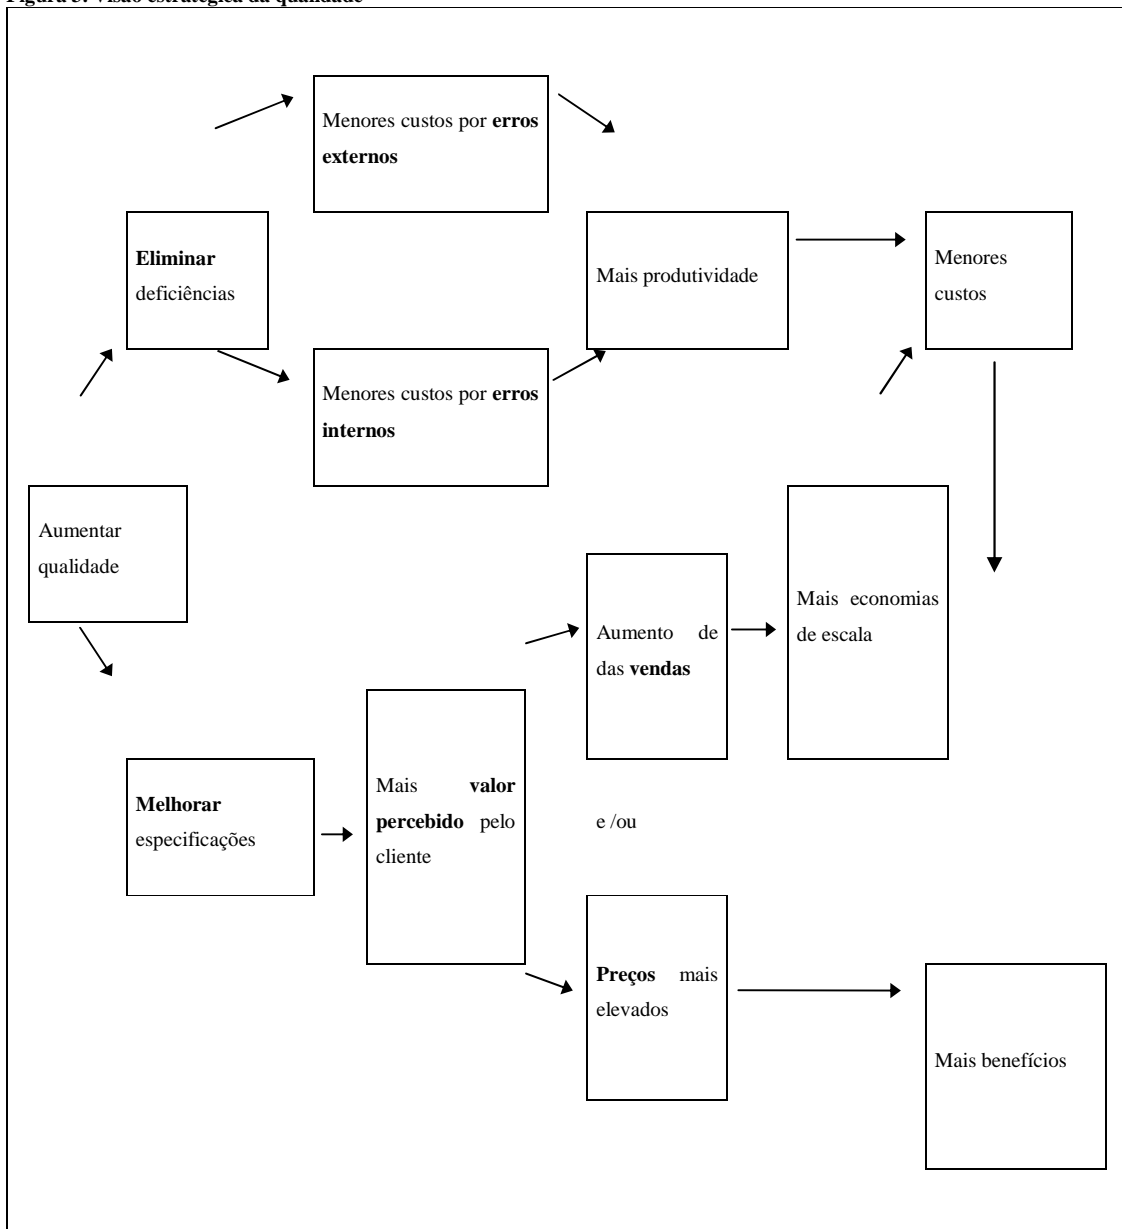 Figura 3: Visão estratégica da qualidade
Menores custos por erros
externos
Eliminar
deficiências
Mais produtividade
Menores
custos
Menores custos por erros
internos
Aumentar
qualidade
Mais economias
de escala
Aumento de
das vendas
Melhorar
especificações
Mais valor
percebido pelo
cliente
e /ou
Preços mais
elevados
Mais benefícios